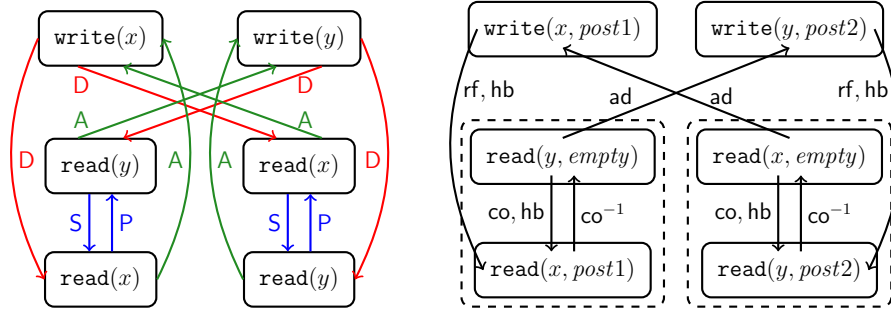 write(x) write(y) write(x, post1) write(y, post2)
D D rf, hb ad ad rf, hb
A A
read(y) read(x) read(y, empty) read(x, empty)
D A A D
S P S P co, hb co⁻¹ co, hb co⁻¹
read(x) read(y) read(x, post1) read(y, post2)